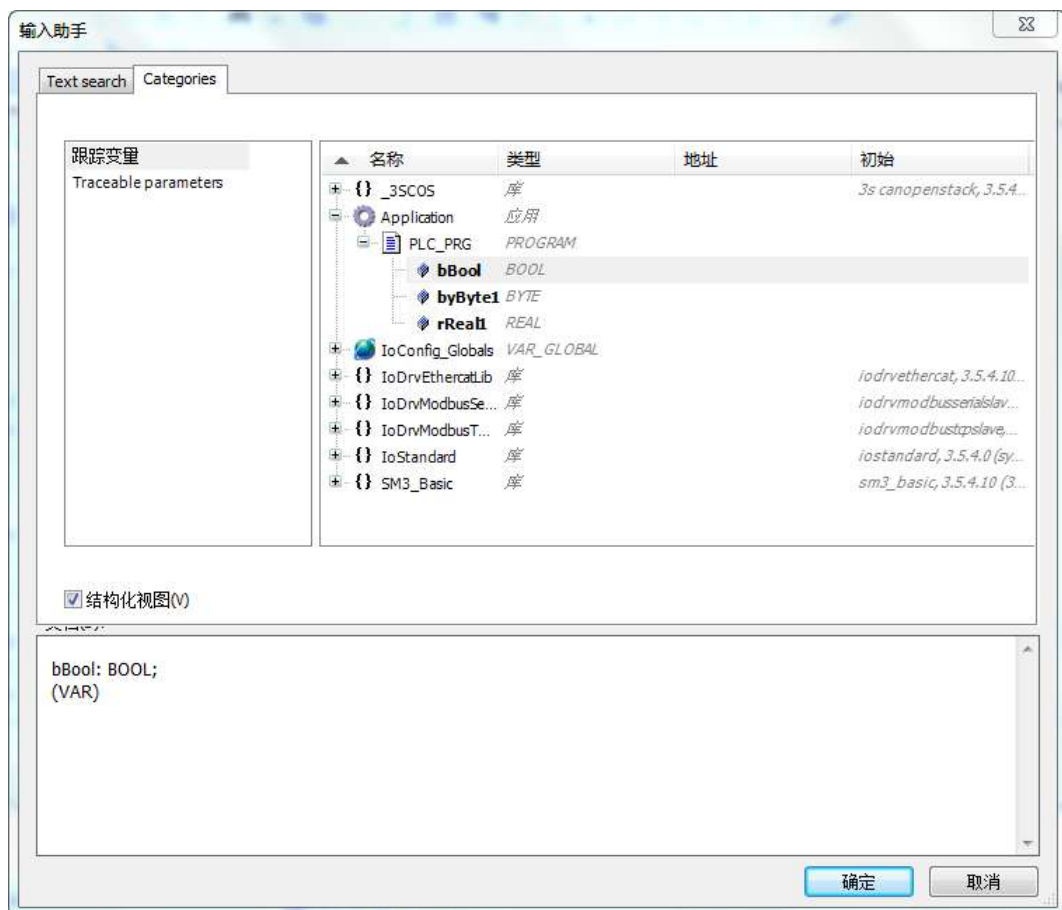 输入助手
Text search Categories
跟踪变量
Traceable parameters
名称 类型 地址 初始
_3SCOS 库 3s canopenstack, 3.5.4...
Application 应用
PLC_PRG PROGRAM
bBool BOOL
byByte1 BYTE
rReal1 REAL
IoConfig_Globals VAR_GLOBAL
IoDrvEthercatLib 库 iodrvethercat, 3.5.4.10...
IoDrvModbusSe... 库 iodrvmodbusserialslav...
IoDrvModbusT... 库 iodrvmodbustcpslave,...
IoStandard 库 iostandard, 3.5.4.0 (sy...
SM3_Basic 库 sm3_basic, 3.5.4.10 (3...
结构化视图(V)
bBool: BOOL;
(VAR)
确定 取消